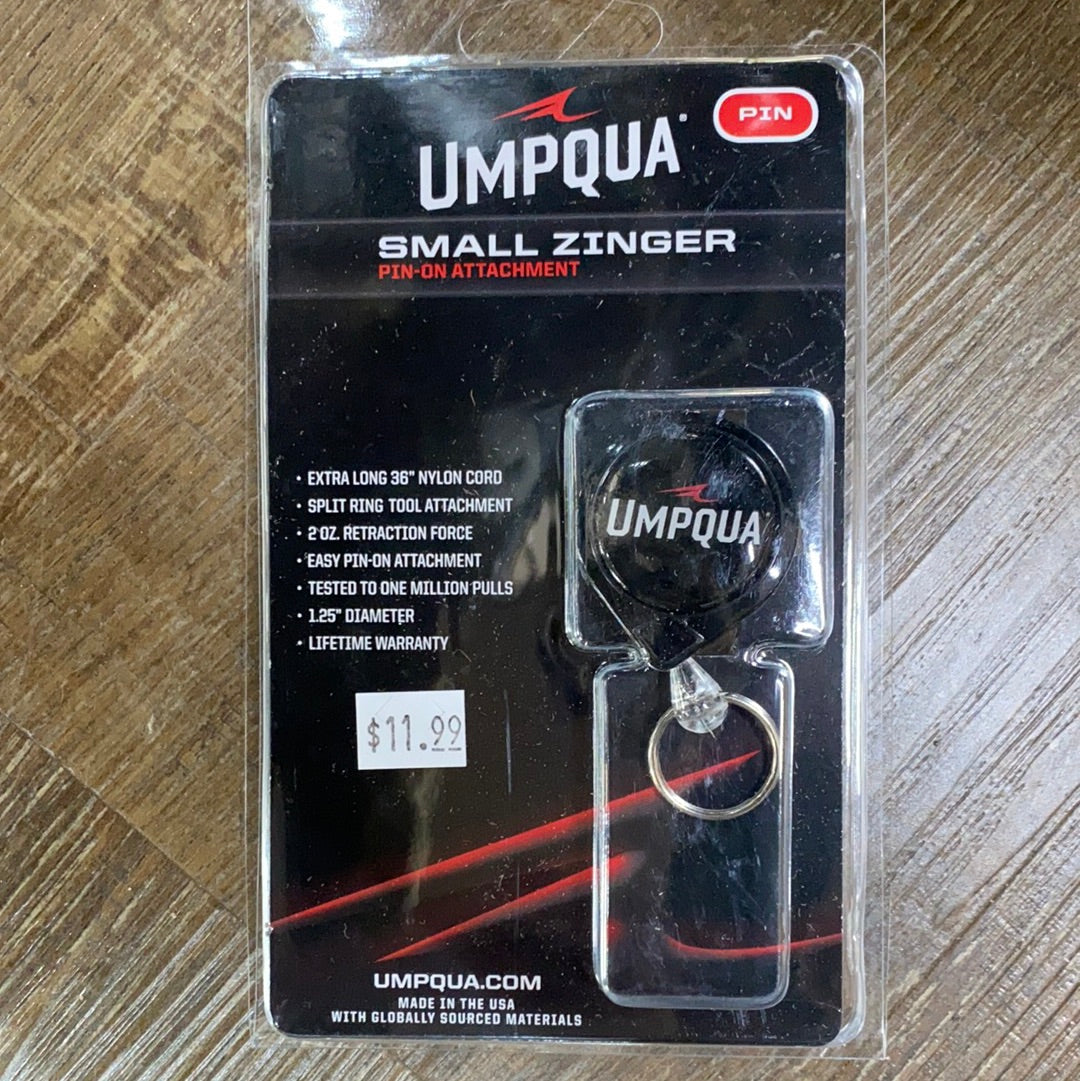 UMPQUA
PIN
SMALL ZINGER
PIN-ON ATTACHMENT
• EXTRA LONG 36" NYLON CORD
• SPLIT RING TOOL ATTACHMENT
• 2 OZ. RETRACTION FORCE
• EASY PIN-ON ATTACHMENT
• TESTED TO ONE MILLION PULLS
• 1.25" DIAMETER
• LIFETIME WARRANTY
UMPQUA
$11.99
UMPQUA.COM
MADE IN THE USA
WITH GLOBALLY SOURCED MATERIALS